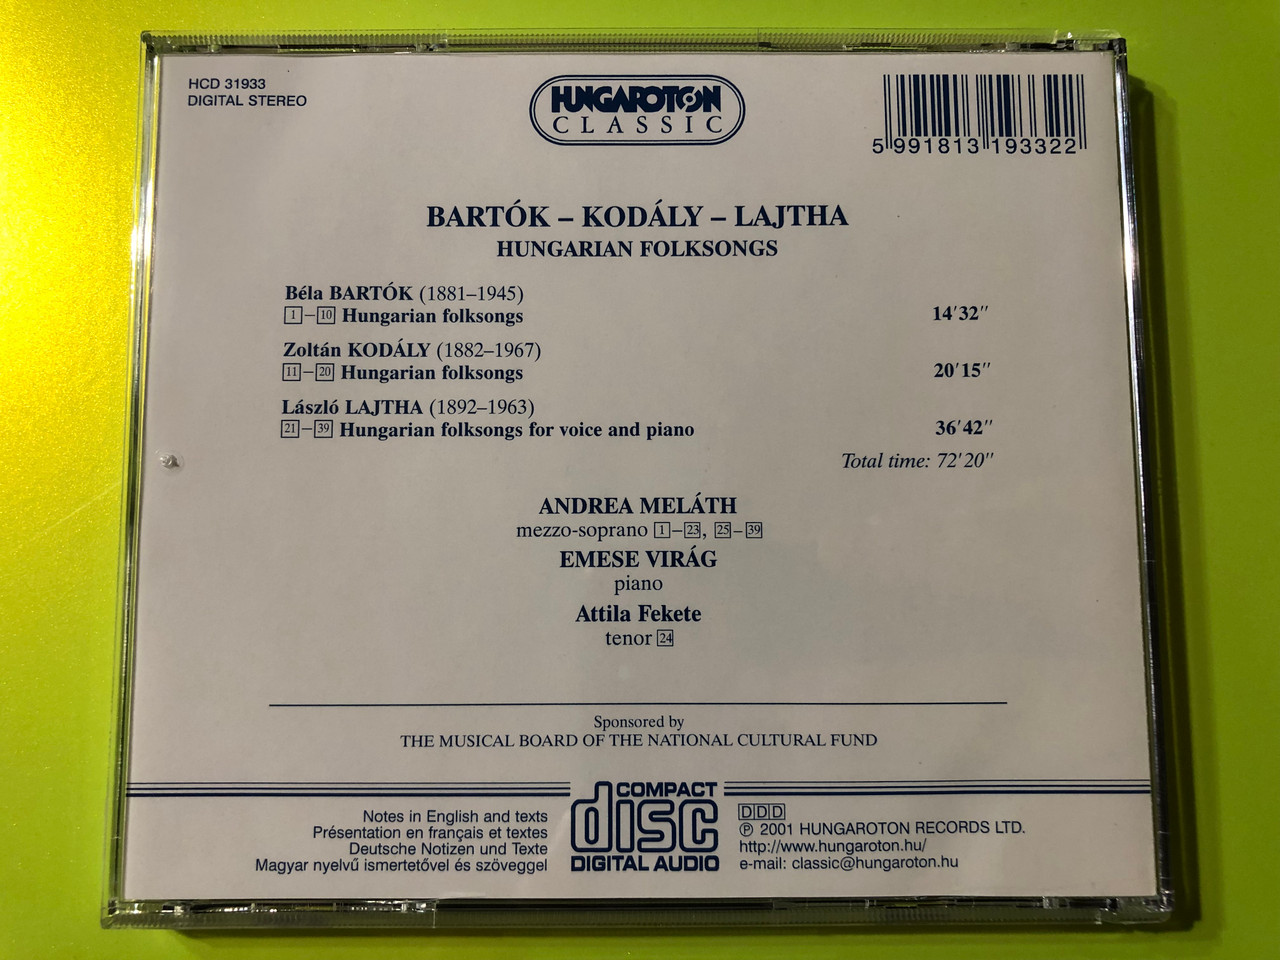 HCD 31933
DIGITAL STEREO
HUNGAROTON
CLASSIC
5 991813 193322
BARTÓK – KODÁLY – LAJTHA
HUNGARIAN FOLKSONGS
Béla BARTÓK (1881–1945)
1–10 Hungarian folksongs 14'32"
Zoltán KODÁLY (1882–1967)
11–20 Hungarian folksongs 20'15"
László LAJTHA (1892–1963)
21–39 Hungarian folksongs for voice and piano 36'42"
Total time: 72'20"
ANDREA MELÁTH
mezzo-soprano 1–23, 25–39
EMESE VIRÁG
piano
Attila Fekete
tenor 24
Sponsored by
THE MUSICAL BOARD OF THE NATIONAL CULTURAL FUND
Notes in English and texts
Présentation en français et textes
Deutsche Notizen und Texte
Magyar nyelvű ismertetővel és szöveggel
COMPACT
disc
DIGITAL AUDIO
DDD
℗ 2001 HUNGAROTON RECORDS LTD.
http://www.hungaroton.hu/
e-mail: classic@hungaroton.hu